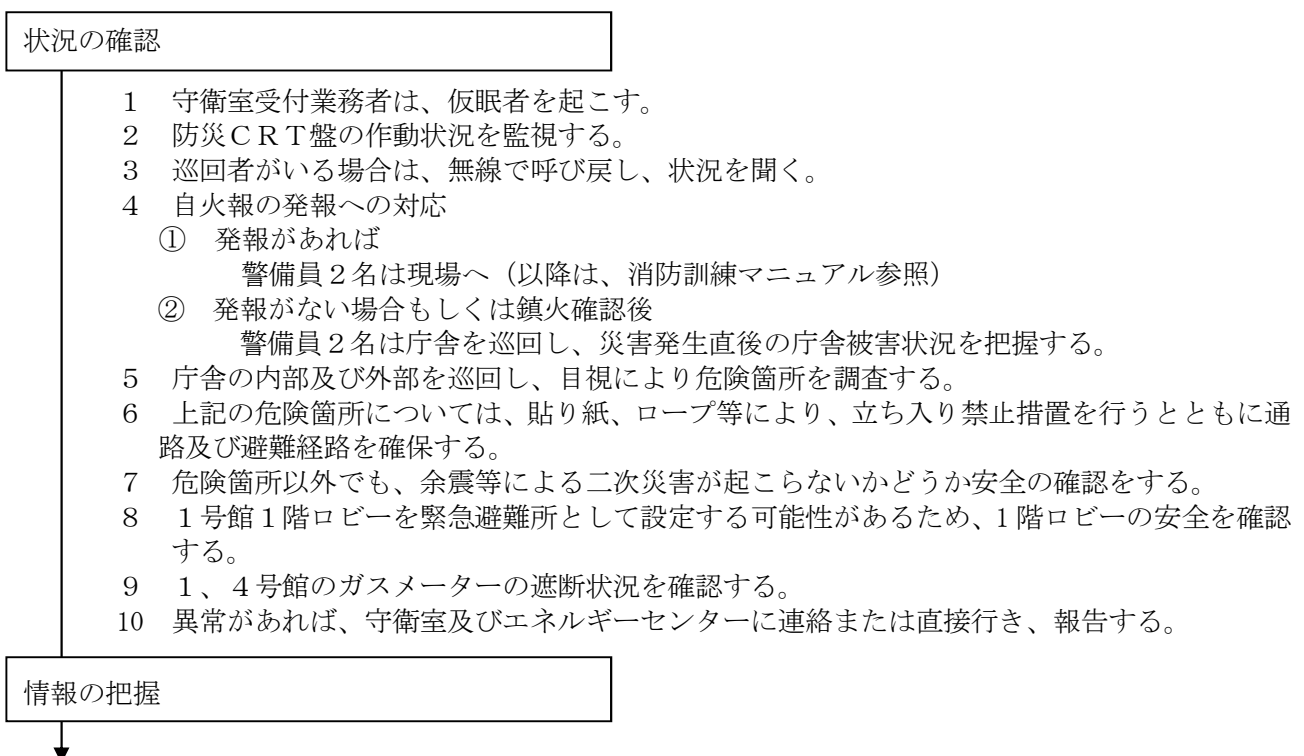 状況の確認
１　守衛室受付業務者は、仮眠者を起こす。
２　防災ＣＲＴ盤の作動状況を監視する。
３　巡回者がいる場合は、無線で呼び戻し、状況を聞く。
４　自火報の発報への対応
①　発報があれば
警備員２名は現場へ（以降は、消防訓練マニュアル参照）
②　発報がない場合もしくは鎮火確認後
警備員２名は庁舎を巡回し、災害発生直後の庁舎被害状況を把握する。
５　庁舎の内部及び外部を巡回し、目視により危険箇所を調査する。
６　上記の危険箇所については、貼り紙、ロープ等により、立ち入り禁止措置を行うとともに通
路及び避難経路を確保する。
７　危険箇所以外でも、余震等による二次災害が起こらないかどうか安全の確認をする。
８　１号館１階ロビーを緊急避難所として設定する可能性があるため、1 階ロビーの安全を確認
する。
９　１、４号館のガスメーターの遮断状況を確認する。
10　異常があれば、守衛室及びエネルギーセンターに連絡または直接行き、報告する。
情報の把握